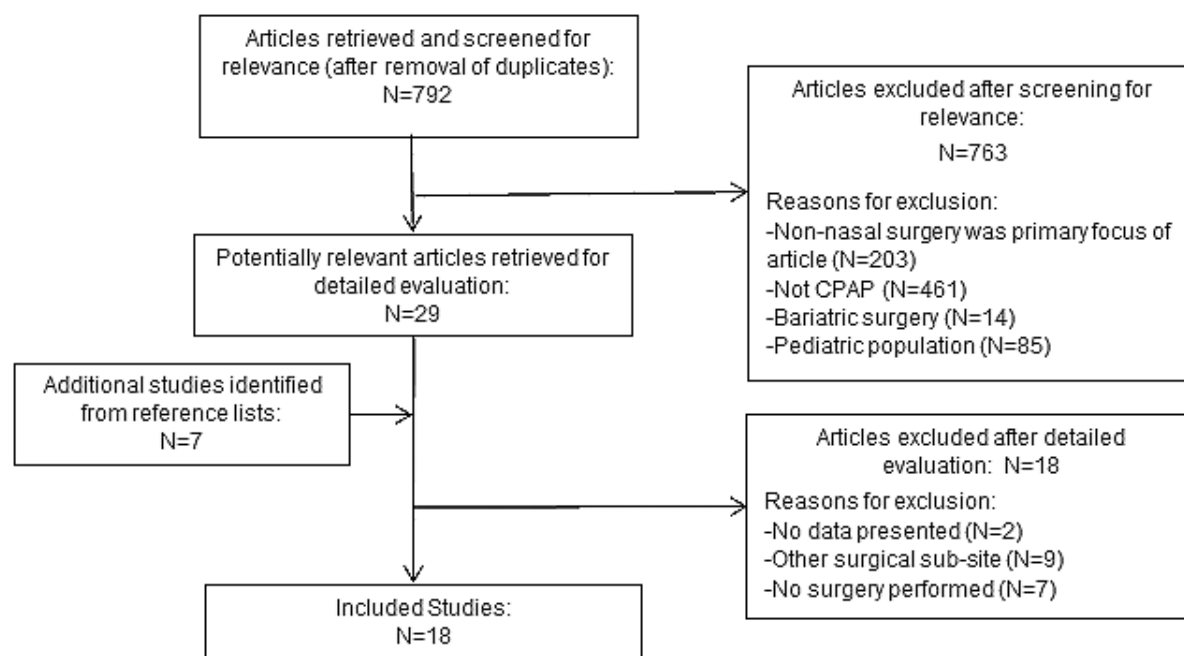 Articles retrieved and screened for
relevance (after removal of duplicates):
N=792
Articles excluded after screening for
relevance:
N=763
Reasons for exclusion:
-Non-nasal surgery was primary focus of
article (N=203)
-Not CPAP (N=461)
-Bariatric surgery (N=14)
-Pediatric population (N=85)
Potentially relevant articles retrieved for
detailed evaluation:
N=29
Additional studies identified
from reference lists:
N=7
Articles excluded after detailed
evaluation: N=18
Reasons for exclusion:
-No data presented (N=2)
-Other surgical sub-site (N=9)
-No surgery performed (N=7)
Included Studies:
N=18